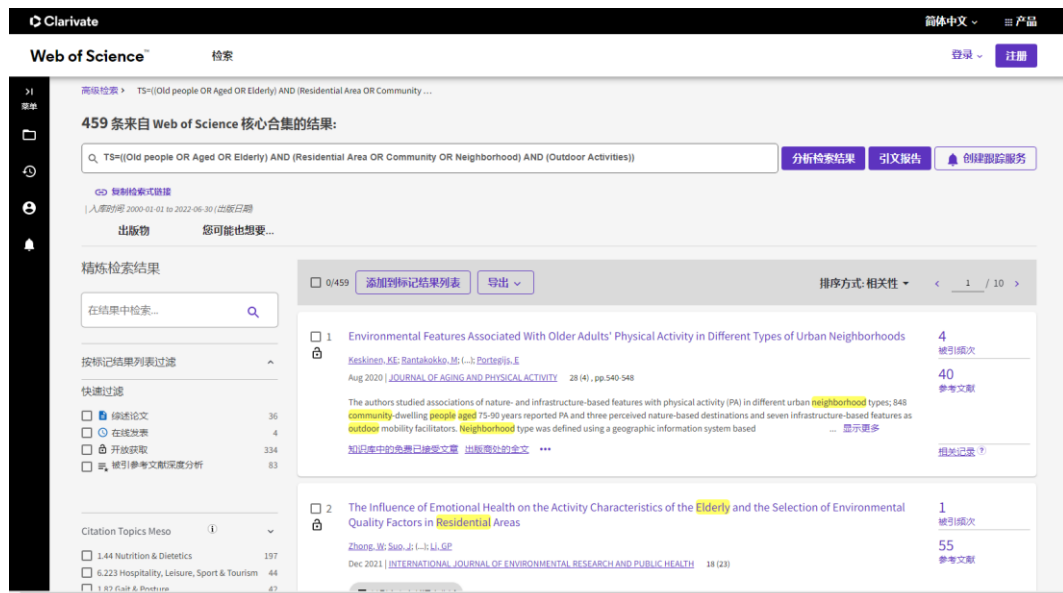 Clarivate
简体中文
产品
Web of Science™
检索
登录
注册
菜单
高级检索 › TS=((Old people OR Aged OR Elderly) AND (Residential Area OR Community ...
459 条来自 Web of Science 核心合集的结果:
TS=((Old people OR Aged OR Elderly) AND (Residential Area OR Community OR Neighborhood) AND (Outdoor Activities))
分析检索结果
引文报告
创建跟踪服务
复制检索式链接
| 入库时间 2000-01-01 to 2022-06-30 (出版日期)
出版物
您可能也想要...
精炼检索结果
0/459
添加到标记结果列表
导出
排序方式: 相关性
1 / 10
在结果中检索...
按标记结果列表过滤
快速过滤
综述论文 36
在线发表 4
开放获取 334
被引参考文献深度分析 83
Citation Topics Meso
1.44 Nutrition & Dietetics 197
6.223 Hospitality, Leisure, Sport & Tourism 44
1.82 Gait & Posture 42
1
Environmental Features Associated With Older Adults' Physical Activity in Different Types of Urban Neighborhoods
Keskinen, KE; Rantakokko, M; (...); Portegijs, E
Aug 2020 | JOURNAL OF AGING AND PHYSICAL ACTIVITY 28 (4) , pp.540-548
The authors studied associations of nature- and infrastructure-based features with physical activity (PA) in different urban neighborhood types; 848
community-dwelling people aged 75-90 years reported PA and three perceived nature-based destinations and seven infrastructure-based features as
outdoor mobility facilitators. Neighborhood type was defined using a geographic information system based ... 显示更多
知识库中的免费已接受文章 出版商处的全文 •••
4
被引频次
40
参考文献
相关记录 ?
2
The Influence of Emotional Health on the Activity Characteristics of the Elderly and the Selection of Environmental
Quality Factors in Residential Areas
Zhong, W; Suo, J; (...); Li, GP
Dec 2021 | INTERNATIONAL JOURNAL OF ENVIRONMENTAL RESEARCH AND PUBLIC HEALTH 18 (23)
1
被引频次
55
参考文献